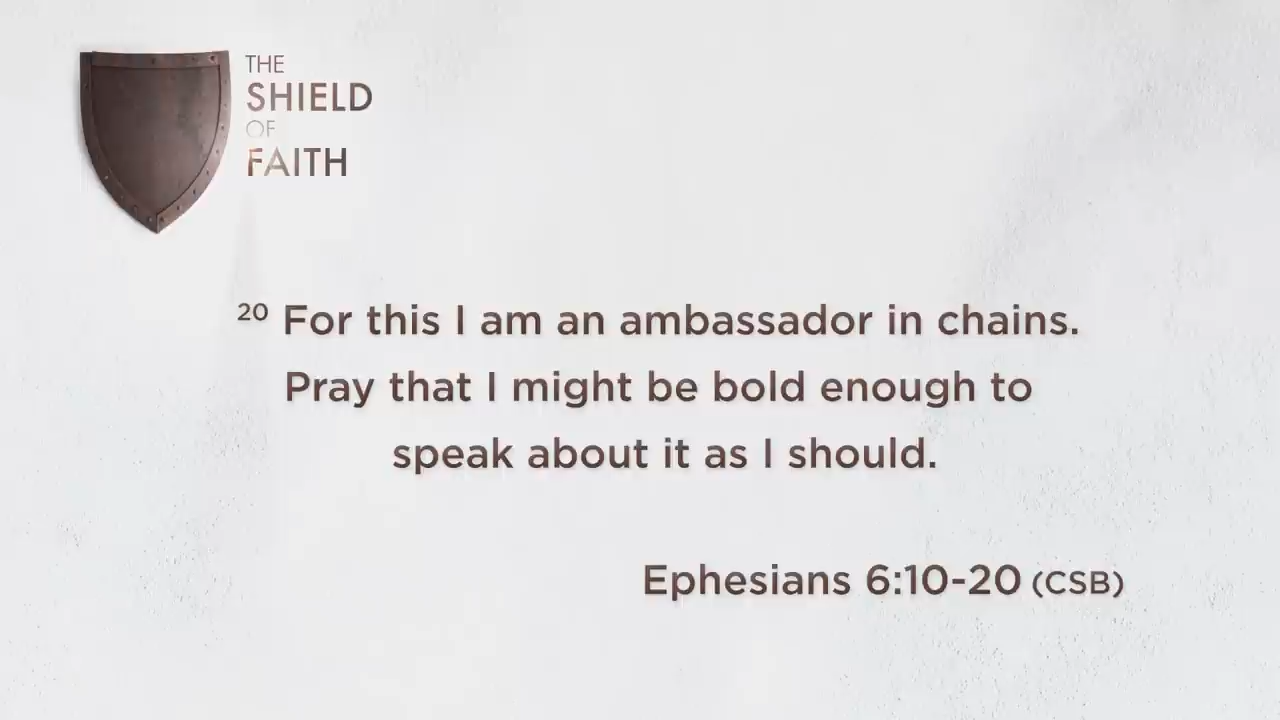 THE
SHIELD
OF
FAITH
20 For this I am an ambassador in chains.
Pray that I might be bold enough to
speak about it as I should.
Ephesians 6:10-20 (CSB)